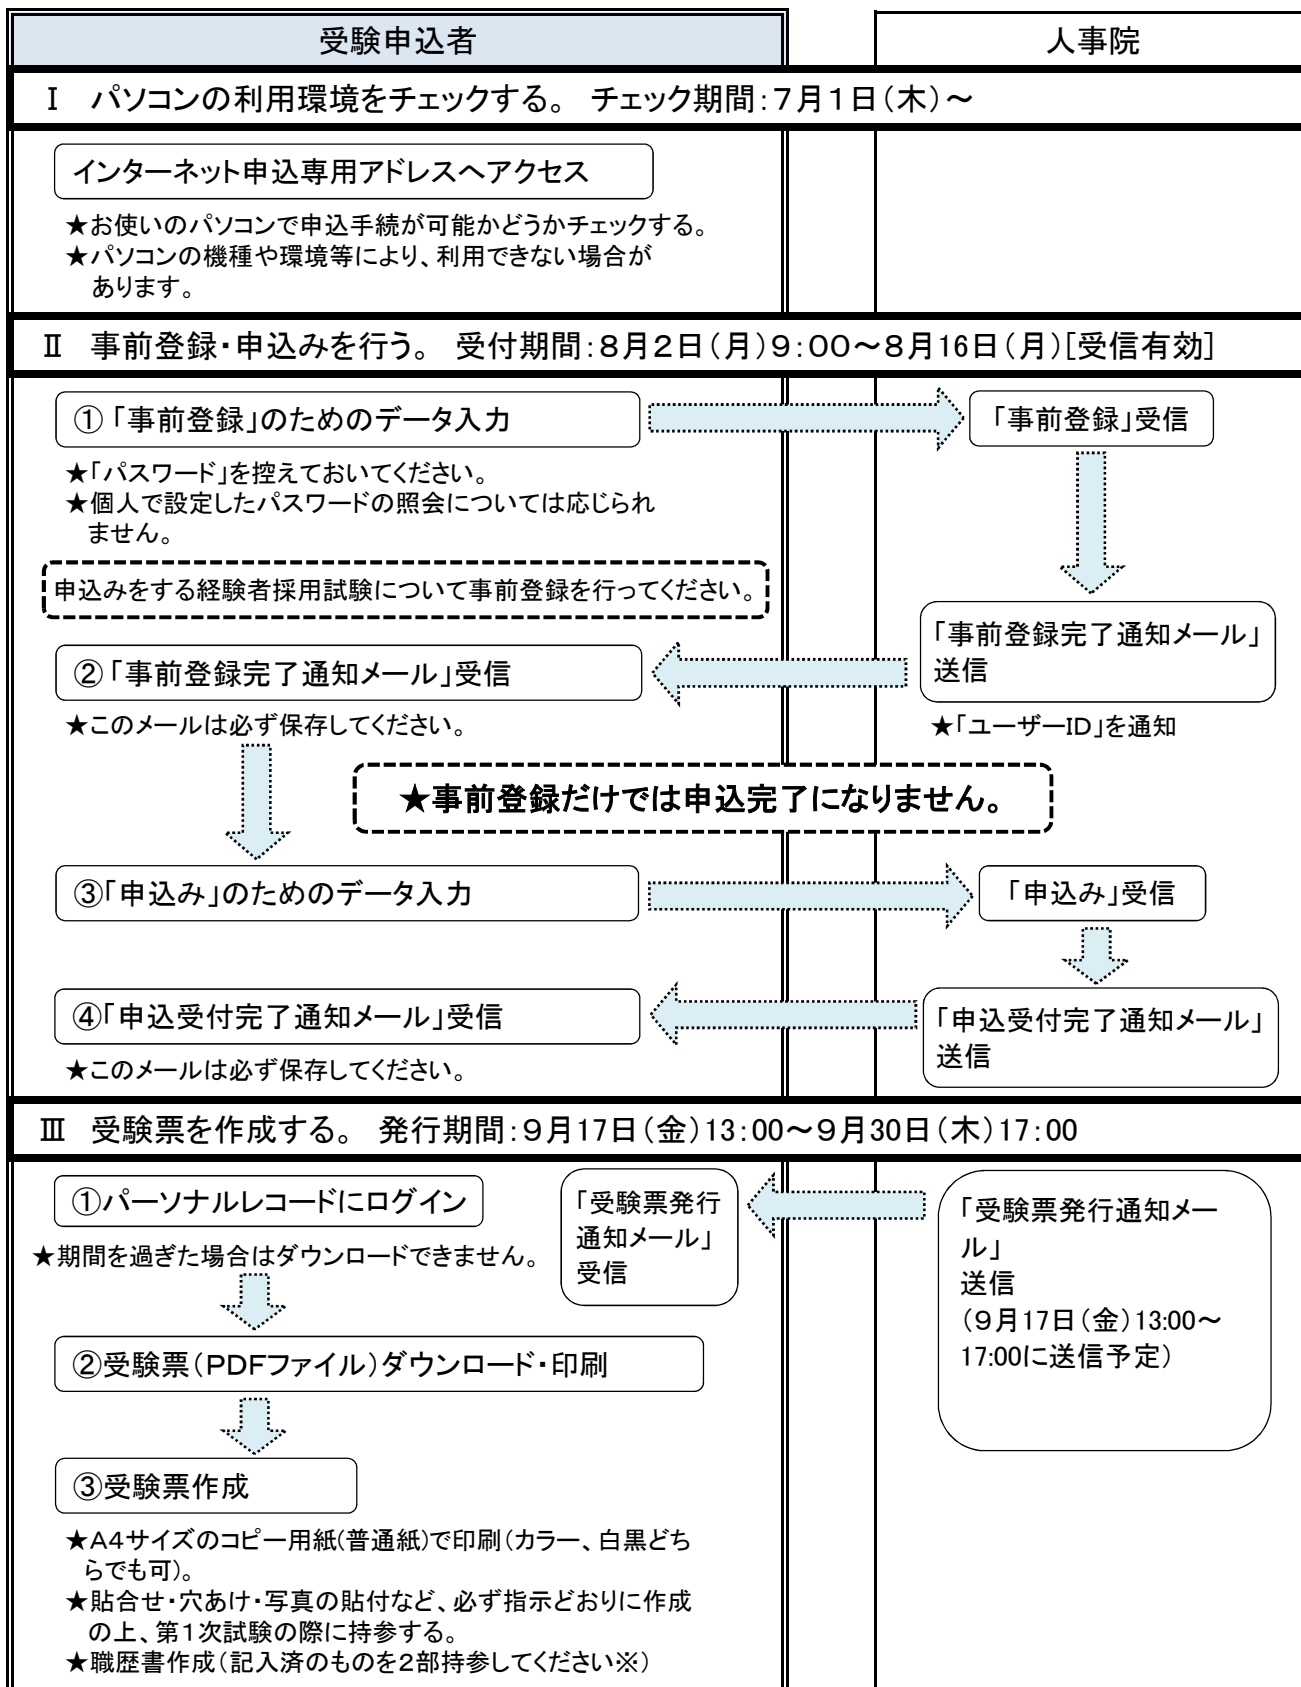 受験申込者
人事院
Ⅰ　パソコンの利用環境をチェックする。　チェック期間：７月１日（木）～
インターネット申込専用アドレスへアクセス
★お使いのパソコンで申込手続が可能かどうかチェックする。
★パソコンの機種や環境等により、利用できない場合が
あります。
Ⅱ　事前登録・申込みを行う。　受付期間：８月２日（月）９：００～８月16日（月）[受信有効]
①「事前登録」のためのデータ入力
「事前登録」受信
★「パスワード」を控えておいてください。
★個人で設定したパスワードの照会については応じられ
ません。
申込みをする経験者採用試験について事前登録を行ってください。
「事前登録完了通知メール」
送信
②「事前登録完了通知メール」受信
★このメールは必ず保存してください。
★「ユーザーID」を通知
★事前登録だけでは申込完了になりません。
③「申込み」のためのデータ入力
「申込み」受信
④「申込受付完了通知メール」受信
「申込受付完了通知メール」
送信
★このメールは必ず保存してください。
Ⅲ　受験票を作成する。　発行期間：９月17日（金）13：00～９月30日（木）17：00
①パーソナルレコードにログイン
★期間を過ぎた場合はダウンロードできません。
「受験票発行
通知メール」
受信
「受験票発行通知メー
ル」
送信
（９月17日（金）13:00～
17:00に送信予定）
②受験票（ＰＤＦファイル）ダウンロード・印刷
③受験票作成
★Ａ４サイズのコピー用紙(普通紙)で印刷（カラー、白黒どち
らでも可）。
★貼合せ・穴あけ・写真の貼付など、必ず指示どおりに作成
の上、第１次試験の際に持参する。
★職歴書作成（記入済のものを２部持参してください※）